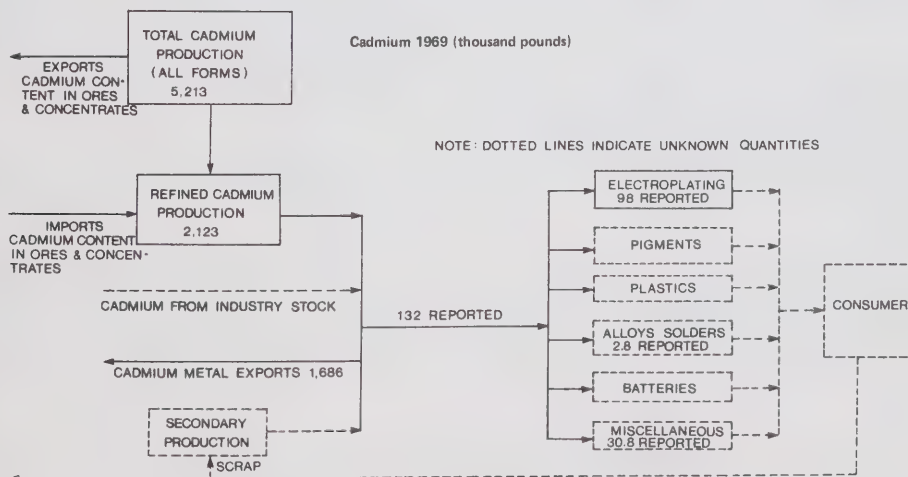 Cadmium 1969 (thousand pounds)
TOTAL CADMIUM
PRODUCTION
(ALL FORMS)
5,213
EXPORTS
CADMIUM CON-
TENT IN ORES
& CONCENTRATES
NOTE: DOTTED LINES INDICATE UNKNOWN QUANTITIES
REFINED CADMIUM
PRODUCTION
2,123
IMPORTS
CADMIUM CONTENT
IN ORES & CONCEN-
TRATES
CADMIUM FROM INDUSTRY STOCK
132 REPORTED
CADMIUM METAL EXPORTS 1,686
SECONDARY
PRODUCTION
SCRAP
ELECTROPLATING
98 REPORTED
PIGMENTS
PLASTICS
ALLOYS SOLDERS
2.8 REPORTED
BATTERIES
MISCELLANEOUS
30.8 REPORTED
CONSUMER